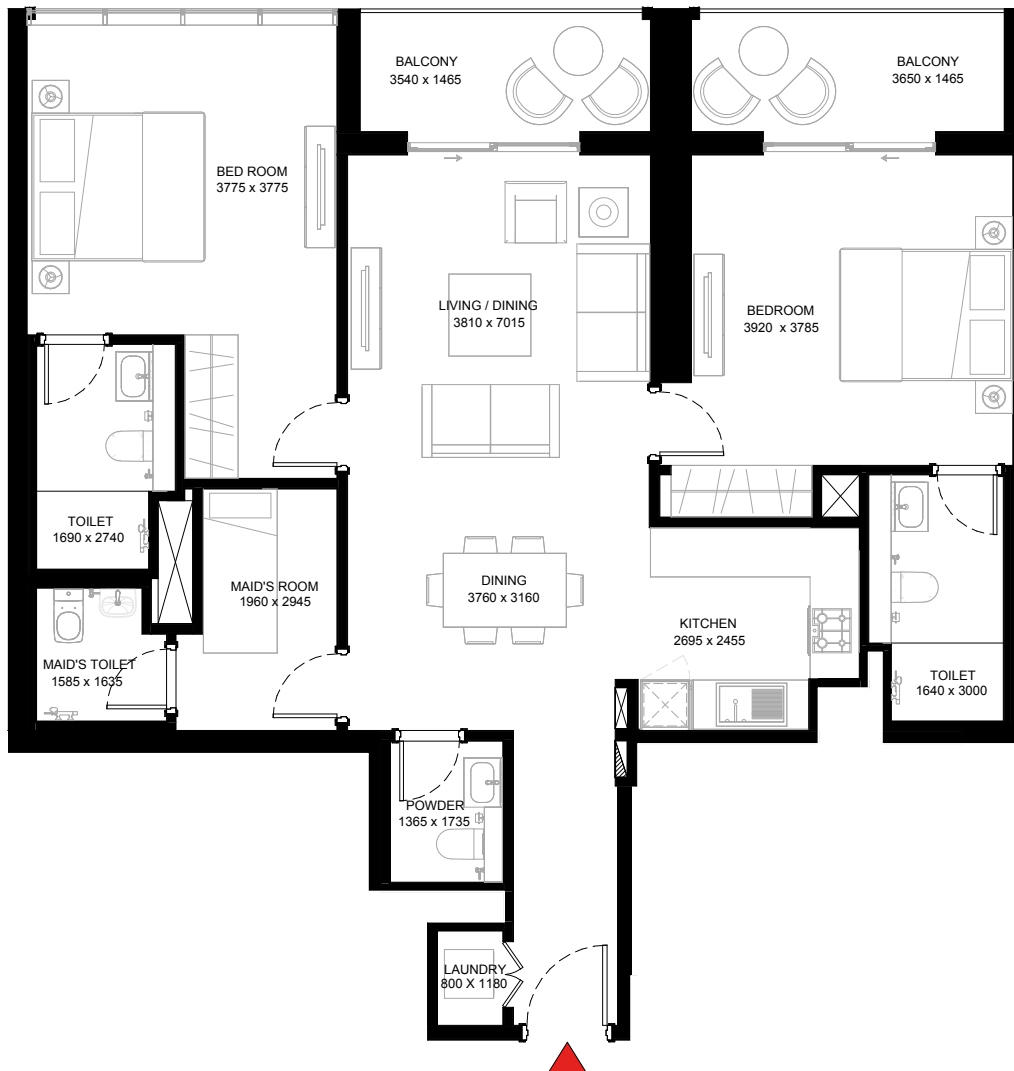 BALCONY
3540 x 1465
BALCONY
3650 x 1465
BED ROOM
3775 x 3775
LIVING / DINING
3810 x 7015
BEDROOM
3920 x 3785
TOILET
1690 x 2740
MAID'S ROOM
1960 x 2945
DINING
3760 x 3160
KITCHEN
2695 x 2455
MAID'S TOILET
1585 x 1635
TOILET
1640 x 3000
POWDER
1365 x 1735
LAUNDRY
800 X 1180